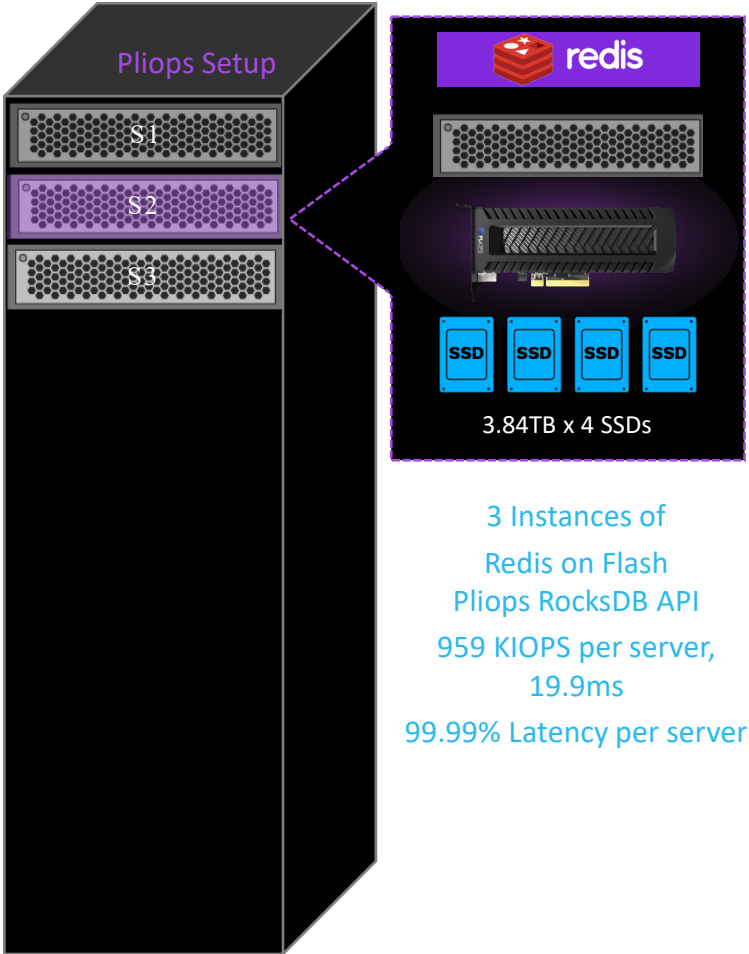 Pliops Setup
S1
S2
S3
redis
PLIOPS
SSD SSD SSD SSD
3.84TB x 4 SSDs
3 Instances of
Redis on Flash
Pliops RocksDB API
959 KIOPS per server,
19.9ms
99.99% Latency per server